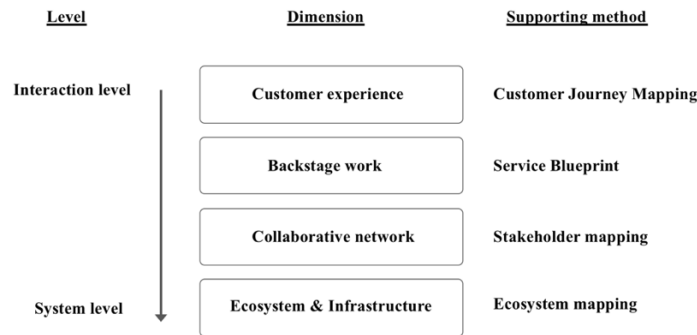 Level Dimension Supporting method
Interaction level Customer experience Customer Journey Mapping
Backstage work Service Blueprint
Collaborative network Stakeholder mapping
System level Ecosystem & Infrastructure Ecosystem mapping